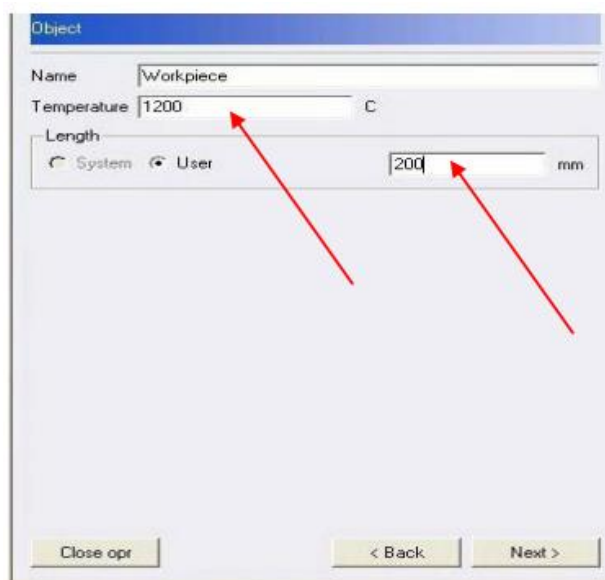 Object
Name Workpiece
Temperature 1200 C
Length
System User 200 mm
Close opr < Back Next >